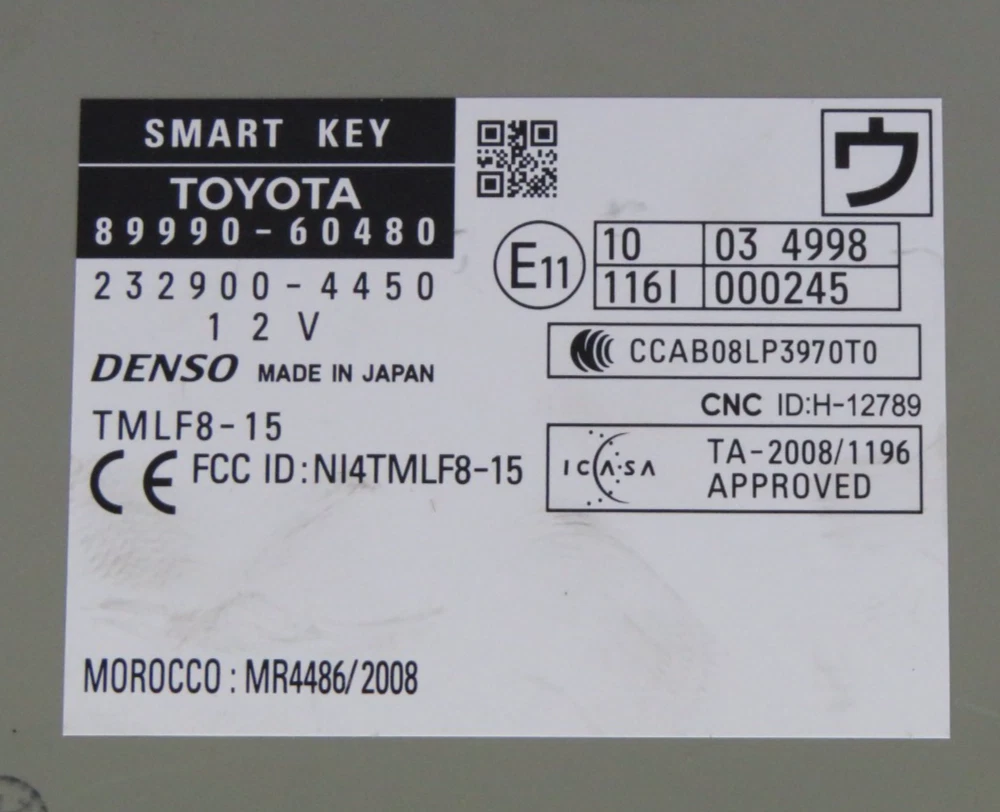 SMART KEY
TOYOTA
89990-60480
232900-4450
12V
DENSO MADE IN JAPAN
TMLF8-15
CE FCC ID:NI4TMLF8-15
ウ
E11
10 03 4998
116I 000245
CCAB08LP3970T0
CNC ID:H-12789
ICASA
TA-2008/1196
APPROVED
MOROCCO : MR4486/2008